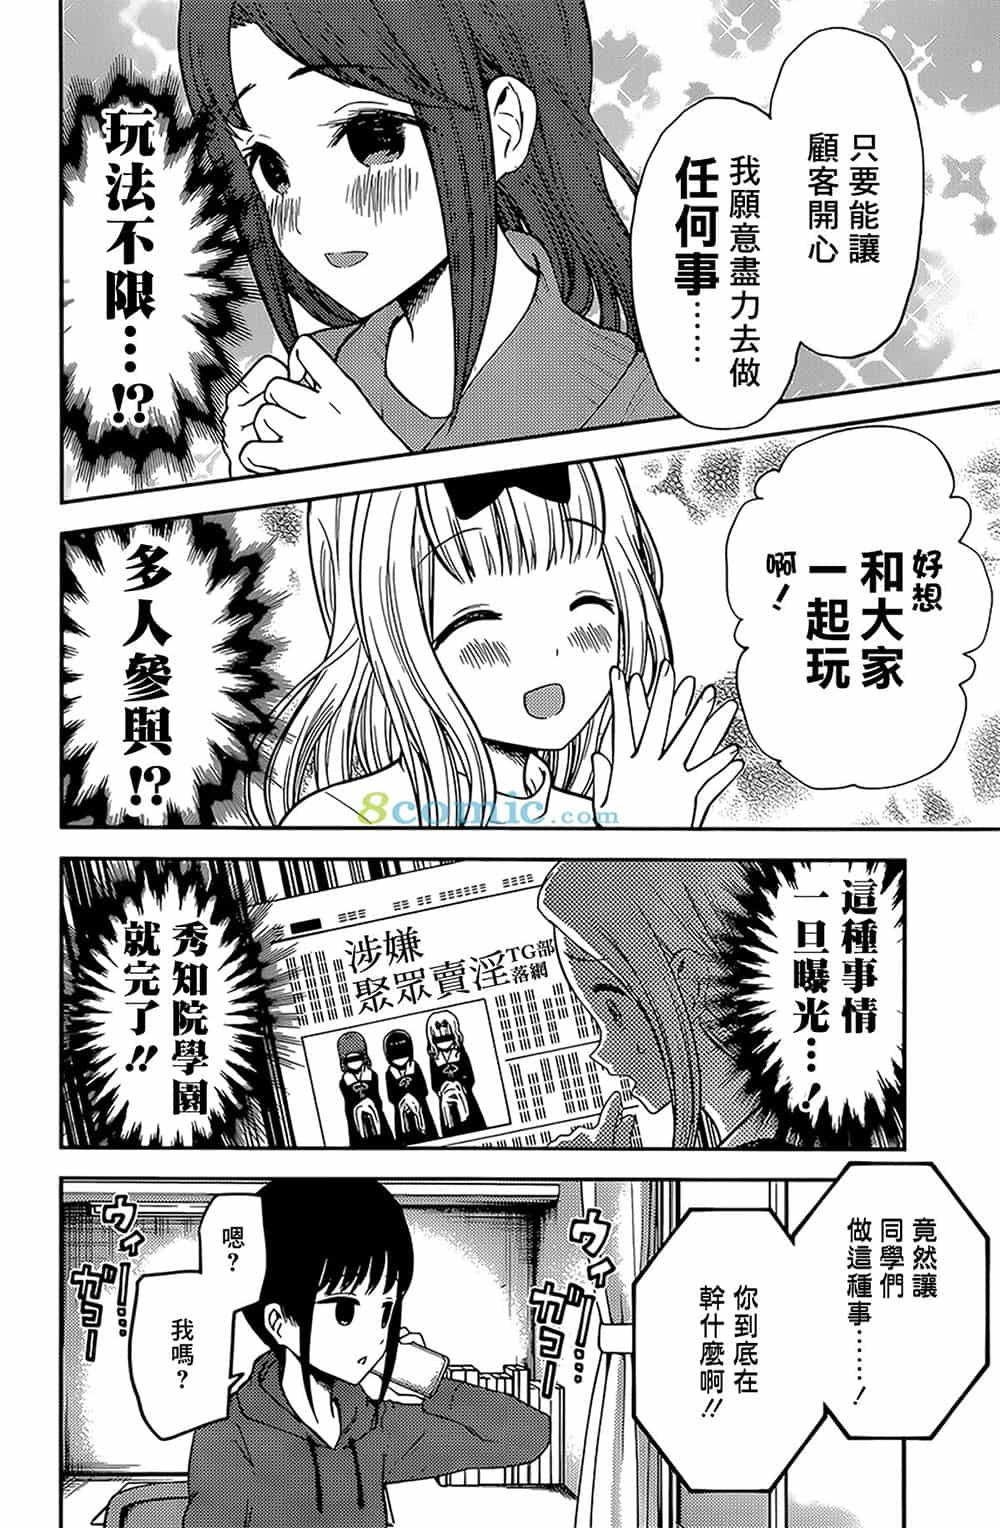 只要能讓
顧客開心
我願意盡力去做
任何事……
玩法不限…⁉
好想
和大家
一起玩
啊！
多人參與⁉
8comic.com
這種事情
一旦曝光…！
涉嫌
聚眾賣淫
TG部
落網
秀知院學園
就完了‼
竟然讓
同學們
做這種事……！
你到底在
幹什麼啊‼
ウィ
ガー…
ガコー
嗯？
我嗎？
ウィ
ガー…
ガコー